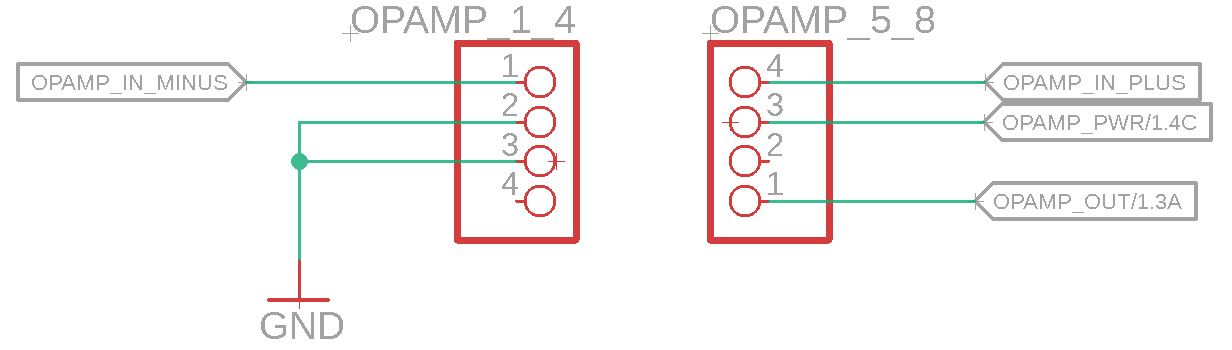 OPAMP_1_4
OPAMP_5_8
OPAMP_IN_MINUS
1
2
3
4
4
3
2
1
OPAMP_IN_PLUS
OPAMP_PWR/1.4C
OPAMP_OUT/1.3A
GND